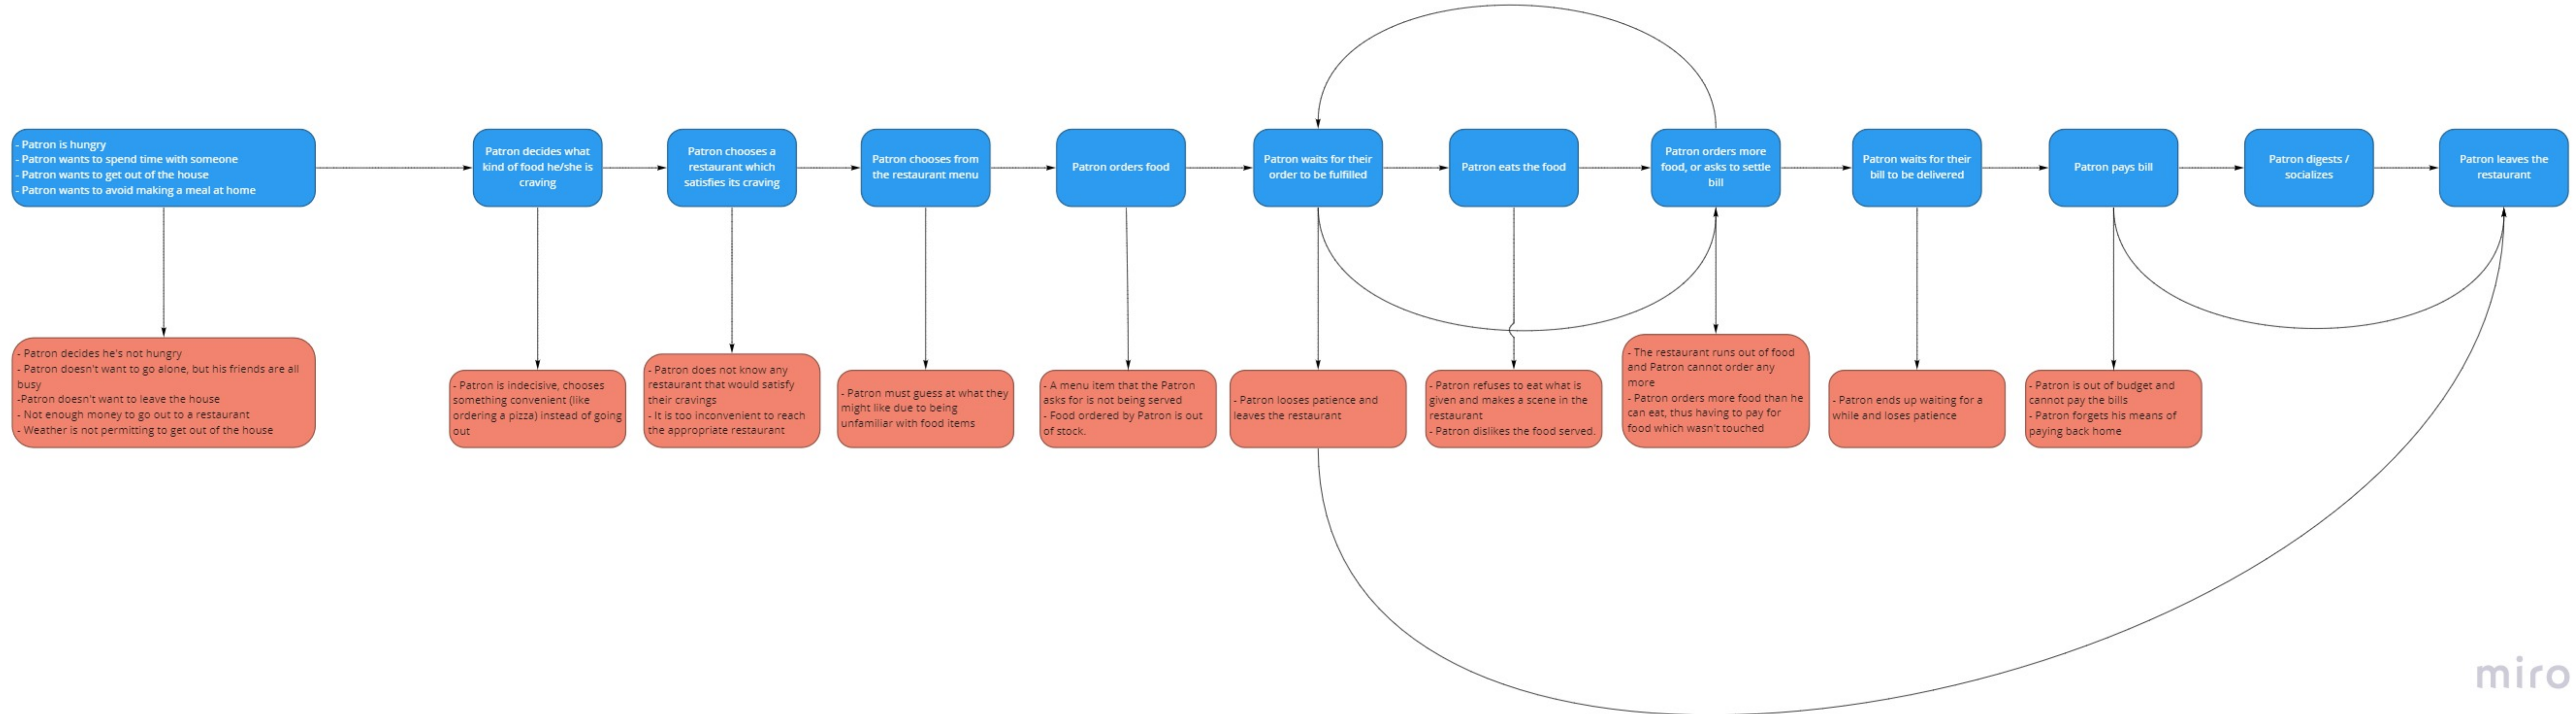 - Patron is hungry
- Patron wants to spend time with someone
- Patron wants to get out of the house
- Patron wants to avoid making a meal at home
Patron decides what
kind of food he/she is
craving
Patron chooses a
restaurant which
satisfies its craving
Patron chooses from
the restaurant menu
Patron orders food
Patron waits for their
order to be fulfilled
Patron eats the food
Patron orders more
food, or asks to settle
bill
Patron waits for their
bill to be delivered
Patron pays bill
Patron digests /
socializes
Patron leaves the
restaurant
- Patron decides he's not hungry
- Patron doesn't want to go alone, but his friends are all
busy
-Patron doesn't want to leave the house
- Not enough money to go out to a restaurant
- Weather is not permitting to get out of the house
- Patron is indecisive, chooses
something convenient (like
ordering a pizza) instead of going
out
- Patron does not know any
restaurant that would satisfy
their cravings
- It is too inconvenient to reach
the appropriate restaurant
- Patron must guess at what they
might like due to being
unfamiliar with food items
- A menu item that the Patron
asks for is not being served
- Food ordered by Patron is out
of stock.
- Patron looses patience and
leaves the restaurant
- Patron refuses to eat what is
given and makes a scene in the
restaurant
- Patron dislikes the food served.
- The restaurant runs out of food
and Patron cannot order any
more
- Patron orders more food than he
can eat, thus having to pay for
food which wasn't touched
- Patron ends up waiting for a
while and loses patience
- Patron is out of budget and
cannot pay the bills
- Patron forgets his means of
paying back home
miro